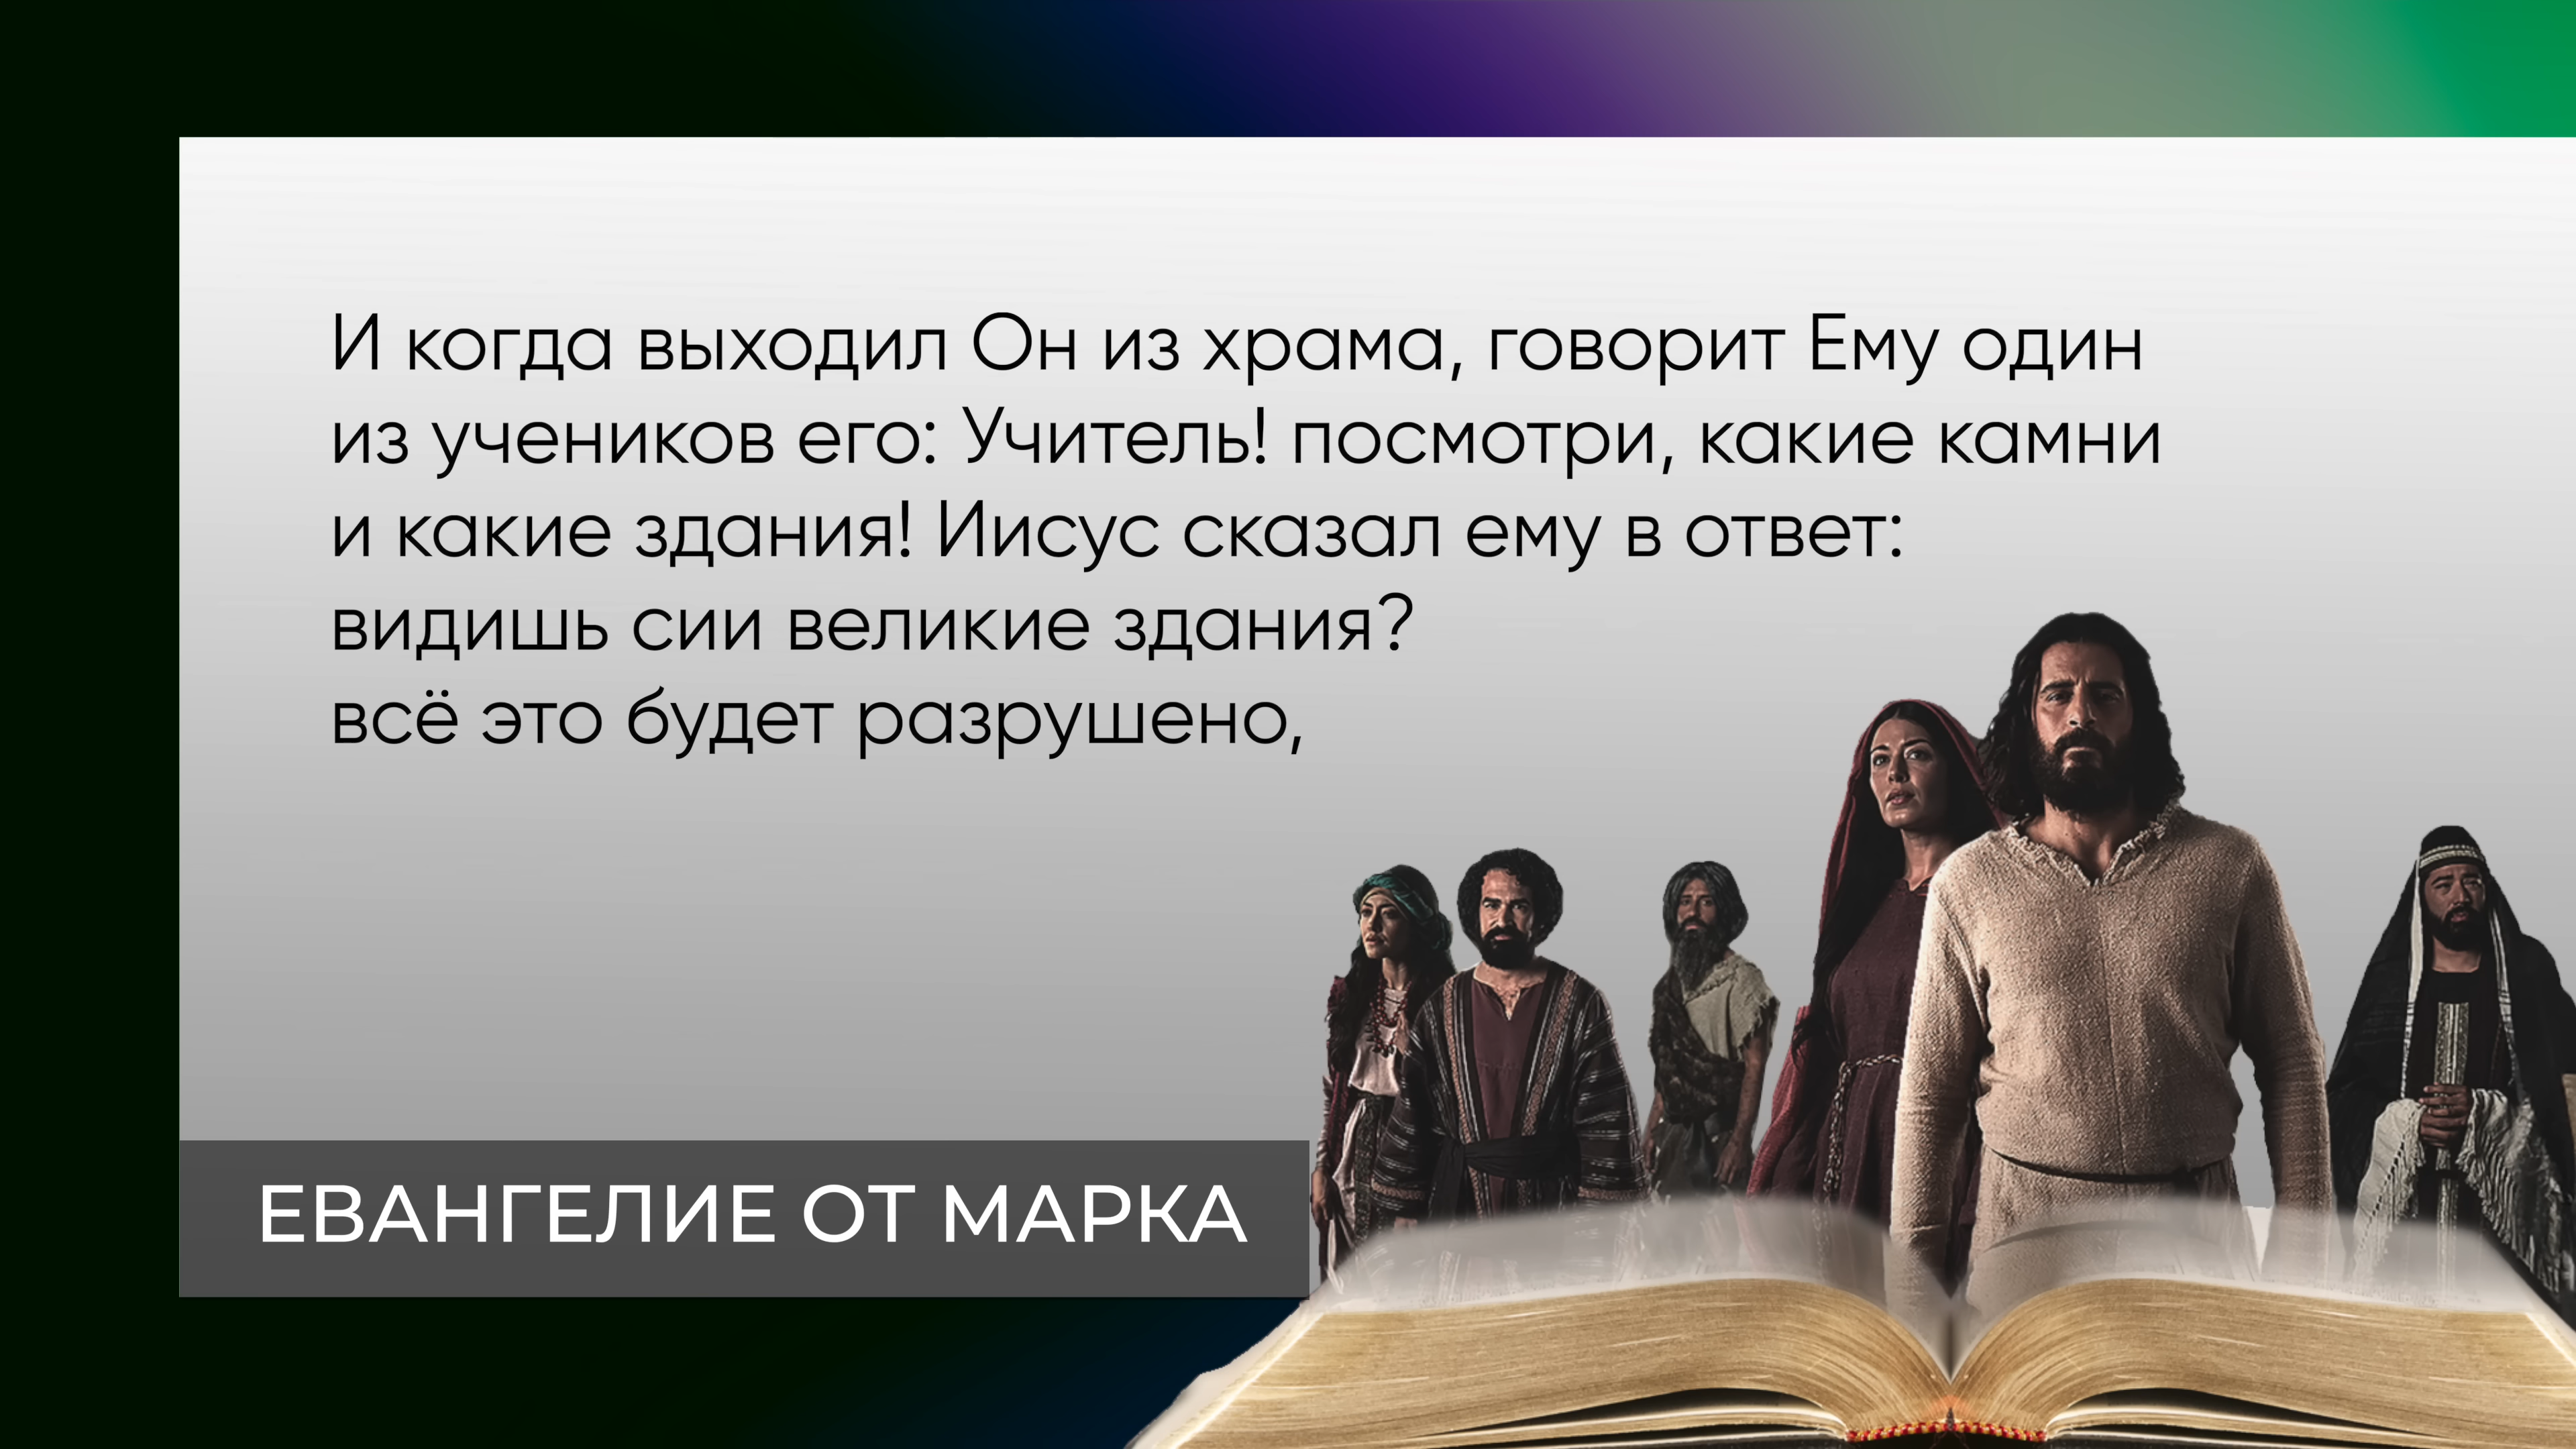 И когда выходил Он из храма, говорит Ему один
из учеников его: Учитель! посмотри, какие камни
и какие здания! Иисус сказал ему в ответ:
видишь сии великие здания?
всё это будет разрушено,
ЕВАНГЕЛИЕ ОТ МАРКА